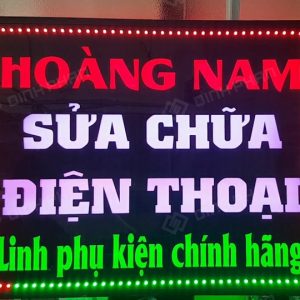 HOÀNG NAM
SỬA CHỮA
ĐIỆN THOẠI
Linh phụ kiện chính hãng